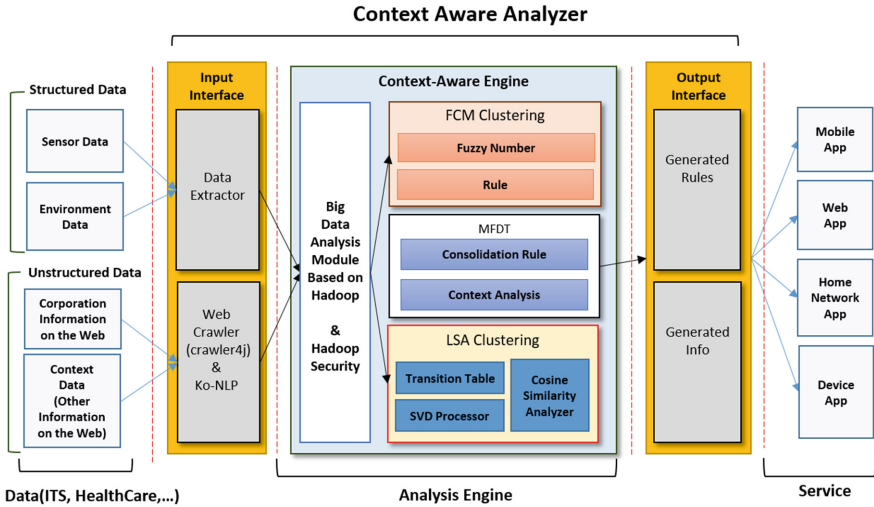 Context Aware Analyzer
Structured Data
Sensor Data
Environment
Data
Unstructured Data
Corporation
Information
on the Web
Context
Data
(Other
Information
on the Web)
Data(ITS, HealthCare,...)
Input
Interface
Data
Extractor
Web
Crawler
(crawler4j)
&
Ko-NLP
Context-Aware Engine
Big
Data
Analysis
Module
Based on
Hadoop
& Hadoop
Security
FCM Clustering
Fuzzy Number
Rule
MFDT
Consolidation Rule
Context Analysis
LSA Clustering
Transition Table
SVD Processor
Cosine
Similarity
Analyzer
Analysis Engine
Output
Interface
Generated
Rules
Generated
Info
Mobile
App
Web
App
Home
Network
App
Device
App
Service